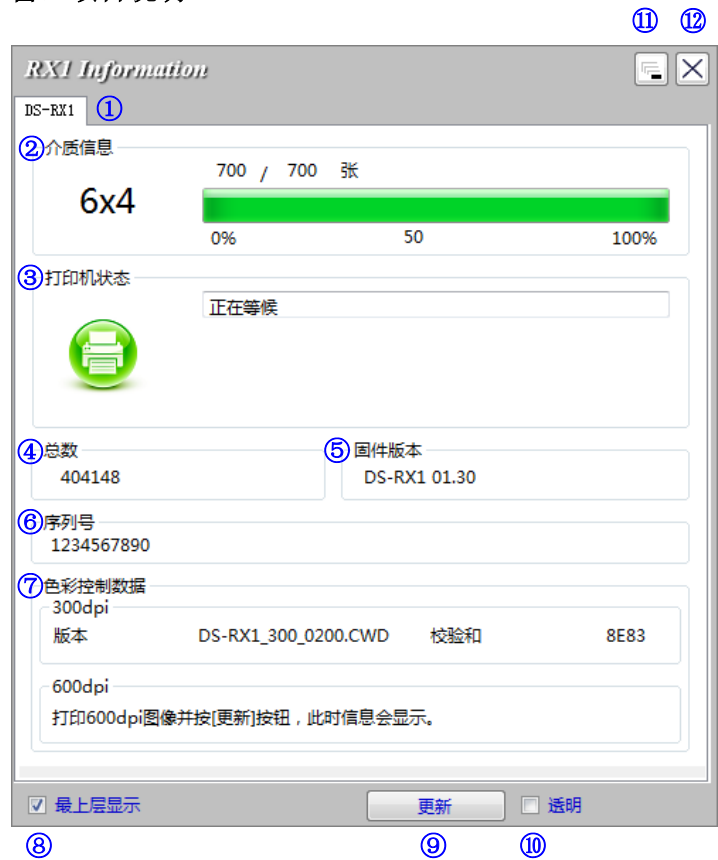 ⑪ ⑫
RX1 Information
DS-RX1 ①
②介质信息
700 / 700 张
6x4
0% 50 100%
③打印机状态
正在等候
④总数 ⑤固件版本
404148 DS-RX1 01.30
⑥序列号
1234567890
⑦色彩控制数据
300dpi
版本 DS-RX1_300_0200.CWD 校验和 8E83
600dpi
打印600dpi图像并按[更新]按钮，此时信息会显示。
最上层显示 更新 透明
⑧ ⑨ ⑩